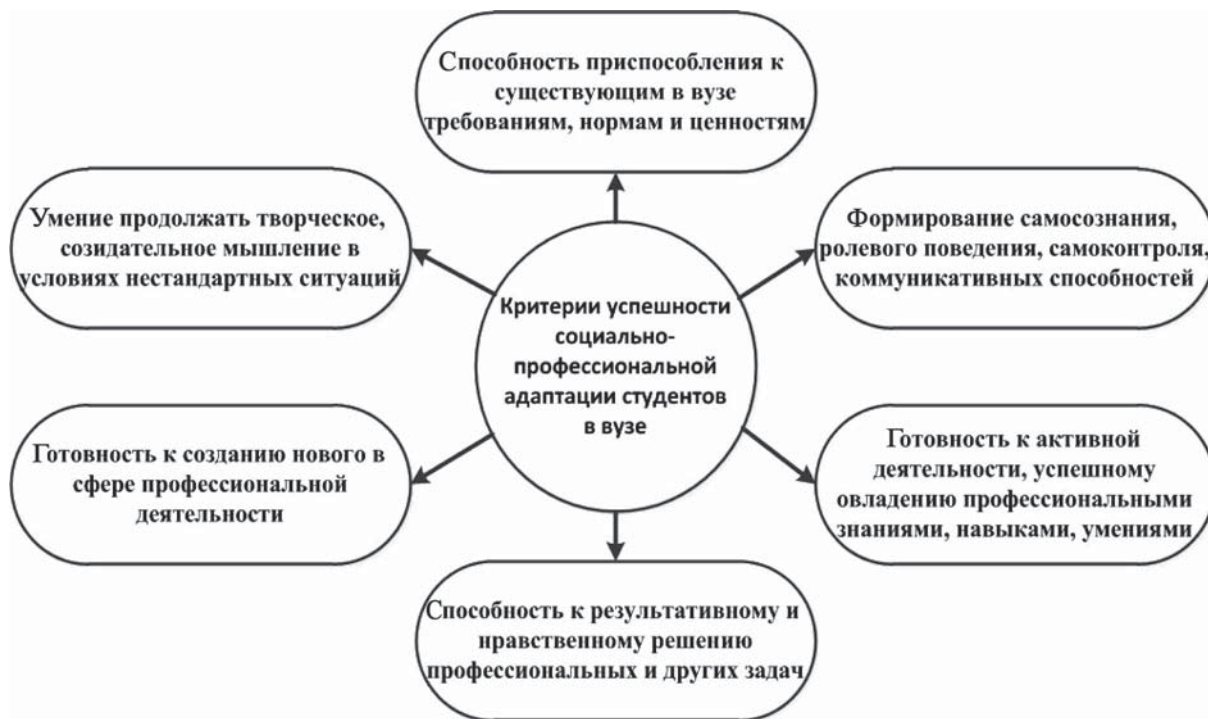 Способность приспособления к
существующим в вузе
требованиям, нормам и ценностям
Умение продолжать творческое,
созидательное мышление в
условиях нестандартных ситуаций
Формирование самосознания,
ролевого поведения, самоконтроля,
коммуникативных способностей
Критерии успешности
социально-
профессиональной
адаптации студентов
в вузе
Готовность к созданию нового в
сфере профессиональной
деятельности
Готовность к активной
деятельности, успешному
овладению профессиональными
знаниями, навыками, умениями
Способность к результативному и
нравственному решению
профессиональных и других задач